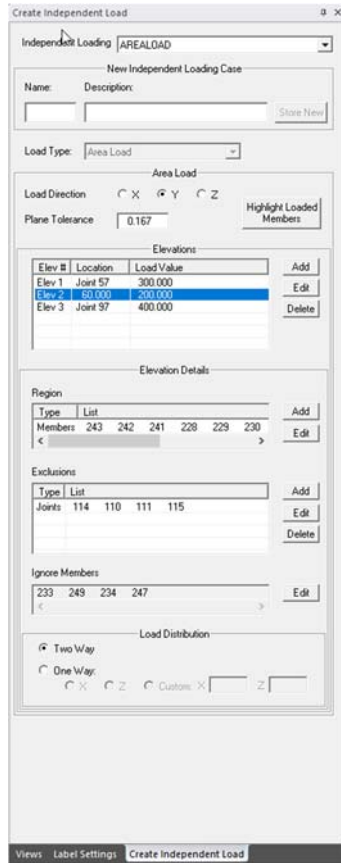 Create Independent Load
Independent Loading AREALOAD
New Independent Loading Case
Name: Description:
Store New
Load Type: Area Load
Area Load
Load Direction X Y Z
Highlight Loaded Members
Plane Tolerance 0.167
Elevations
Elev # Location Load Value
Elev 1 Joint 57 300.000
Elev 2 60.000 200.000
Elev 3 Joint 97 400.000
Add
Edit
Delete
Elevation Details
Region
Type List
Members 243 242 241 228 229 230
Add
Edit
Exclusions
Type List
Joints 114 110 111 115
Add
Edit
Delete
Ignore Members
233 249 234 247
Edit
Load Distribution
Two Way
One Way:
X Z Custom: X Z
Views Label Settings Create Independent Load